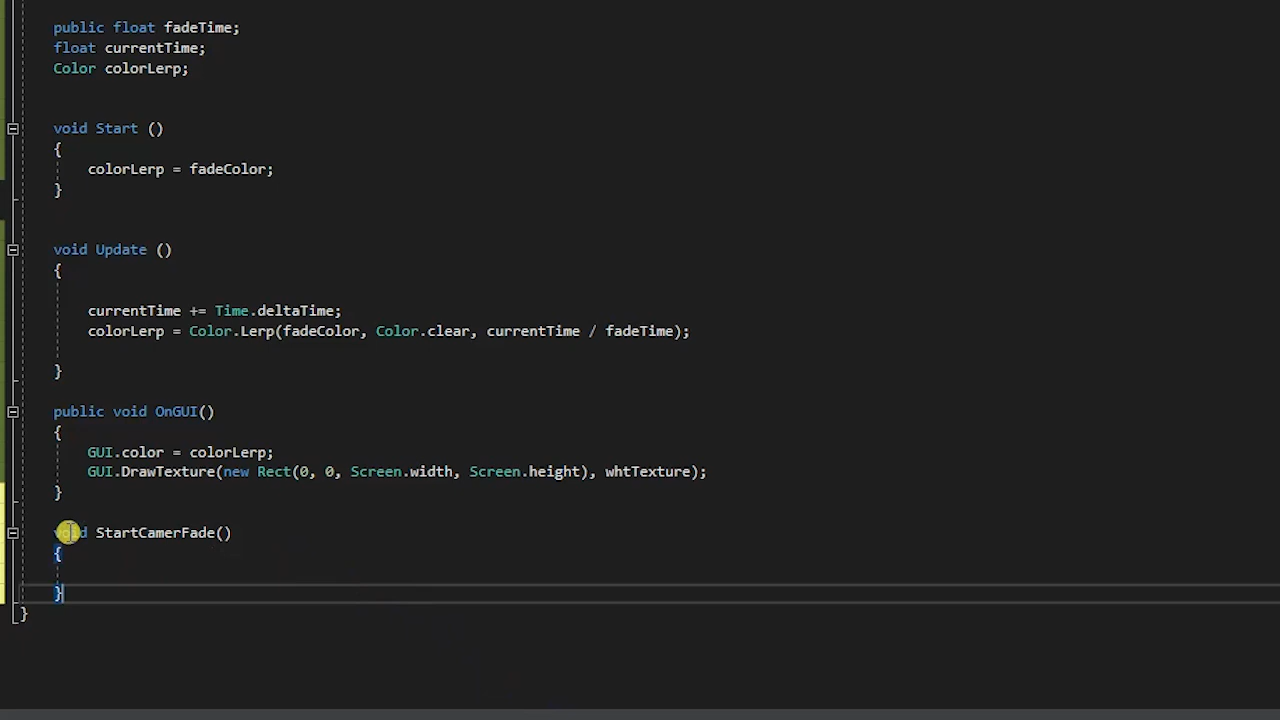 public float fadeTime;
float currentTime;
Color colorLerp;
void Start ()
{
colorLerp = fadeColor;
}
void Update ()
{
currentTime += Time.deltaTime;
colorLerp = Color.Lerp(fadeColor, Color.clear, currentTime / fadeTime);
}
public void OnGUI()
{
GUI.color = colorLerp;
GUI.DrawTexture(new Rect(0, 0, Screen.width, Screen.height), whtTexture);
}
void StartCamerFade()
{
}
}